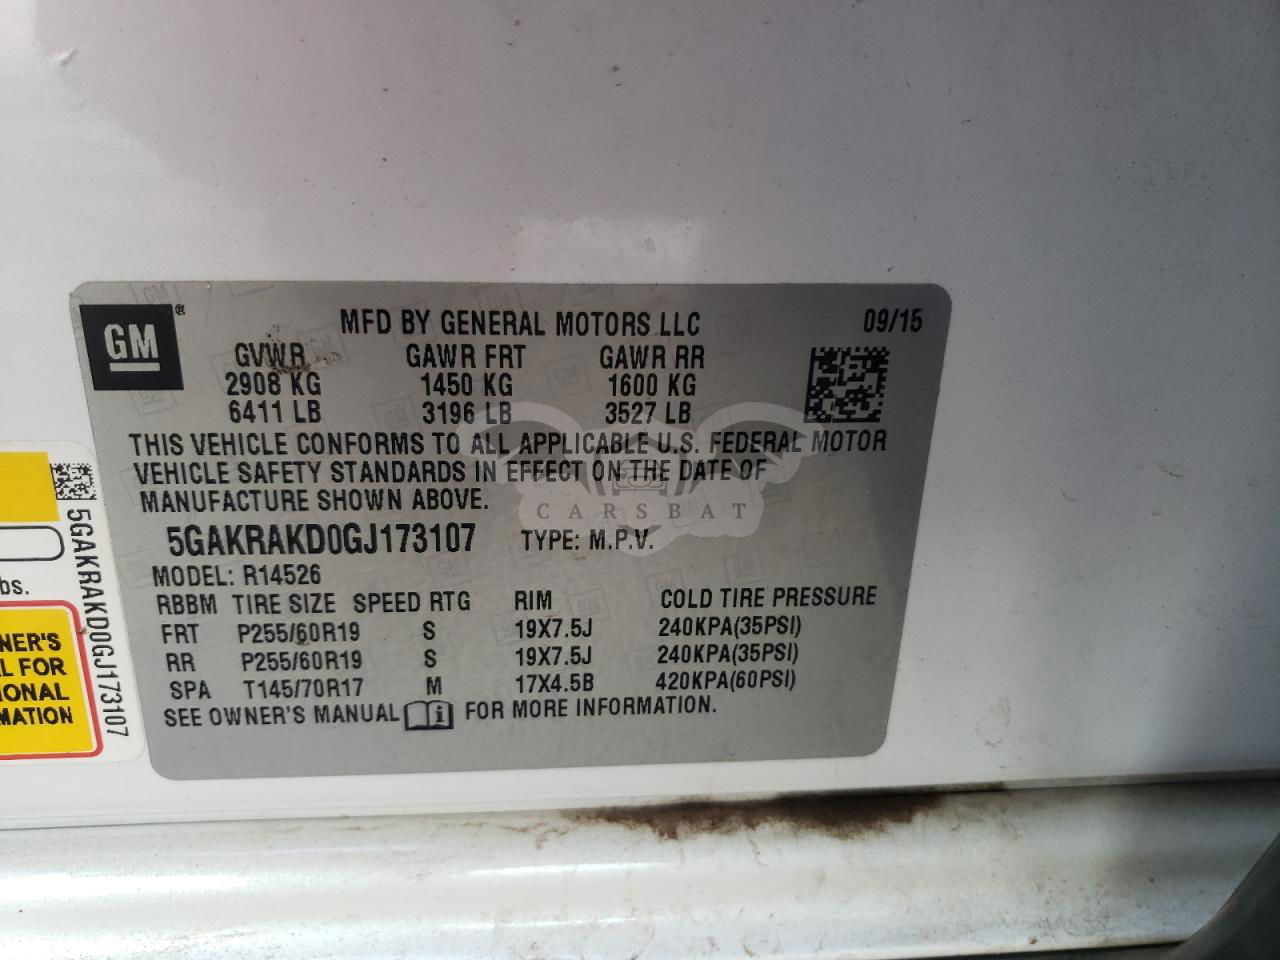 GM
®
MFD BY GENERAL MOTORS LLC 09/15
GVWR GAWR FRT GAWR RR
2908 KG 1450 KG 1600 KG
6411 LB 3196 LB 3527 LB
THIS VEHICLE CONFORMS TO ALL APPLICABLE U.S. FEDERAL MOTOR
VEHICLE SAFETY STANDARDS IN EFFECT ON THE DATE OF
MANUFACTURE SHOWN ABOVE.
CARSBAT
5GAKRAKD0GJ173107 TYPE: M.P.V.
MODEL: R14526
RBBM TIRE SIZE SPEED RTG RIM COLD TIRE PRESSURE
FRT P255/60R19 S 19X7.5J 240KPA(35PSI)
RR P255/60R19 S 19X7.5J 240KPA(35PSI)
SPA T145/70R17 M 17X4.5B 420KPA(60PSI)
SEE OWNER'S MANUAL FOR MORE INFORMATION.
5GAKRAKD0GJ173107
bs.
NER'S
L FOR
IONAL
MATION